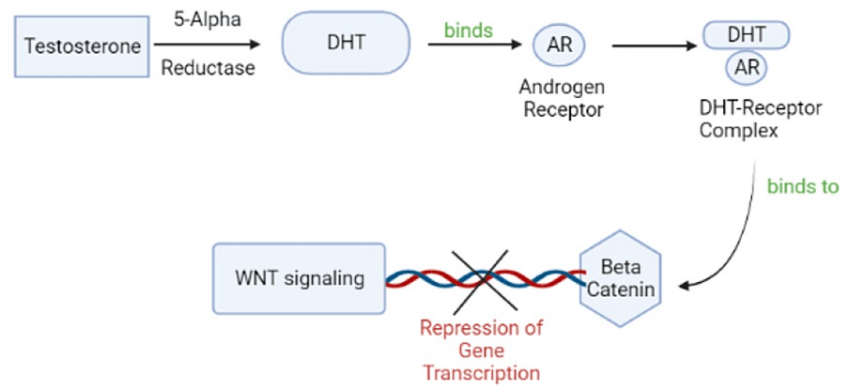 Testosterone
5-Alpha
Reductase
DHT
binds
AR
Androgen
Receptor
DHT
AR
DHT-Receptor
Complex
binds to
WNT signaling
Repression of
Gene
Transcription
Beta
Catenin